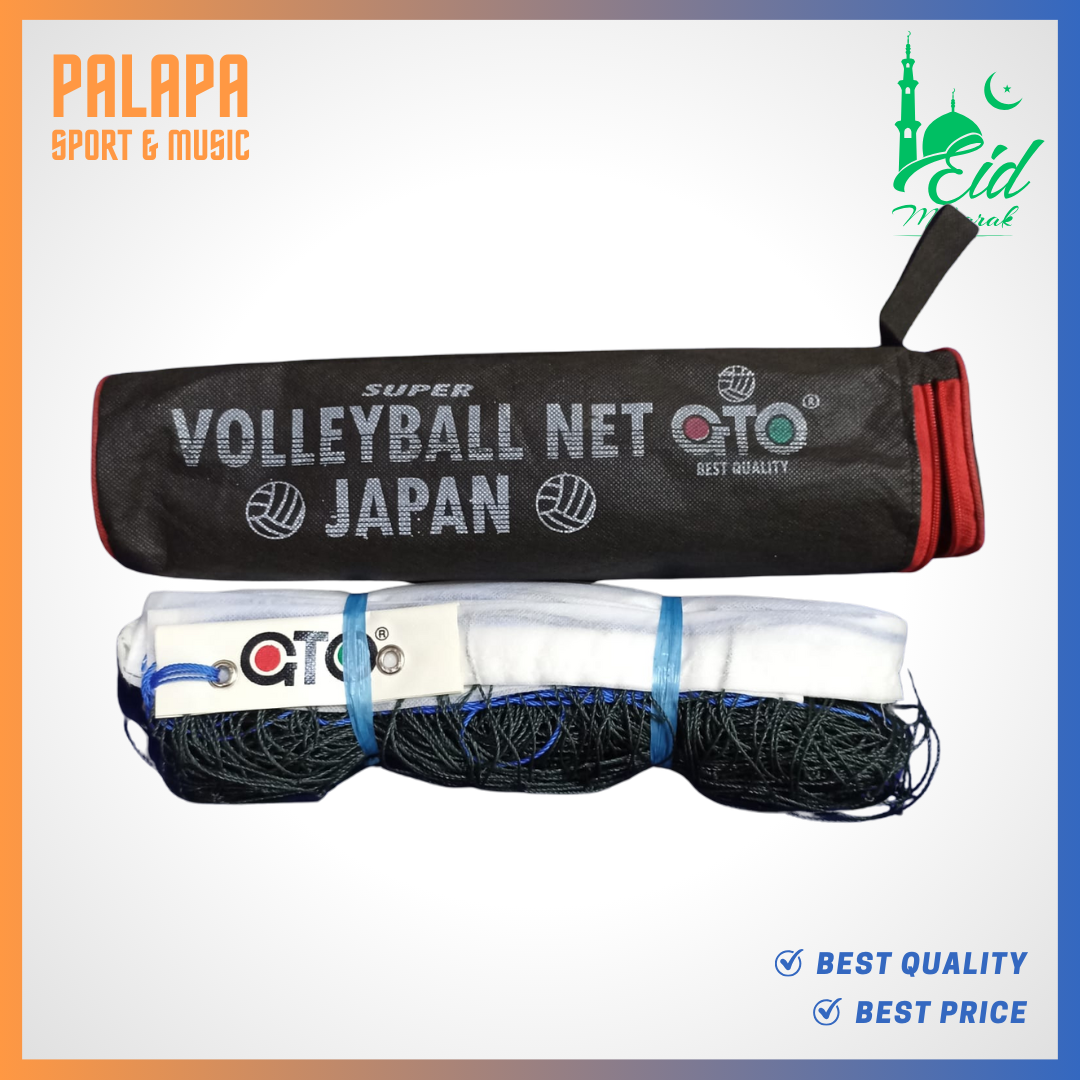 PALAPA
SPORT & MUSIC
Eid
SUPER
VOLLEYBALL NET GTO®
BEST QUALITY
JAPAN
GTO®
BEST QUALITY
BEST PRICE